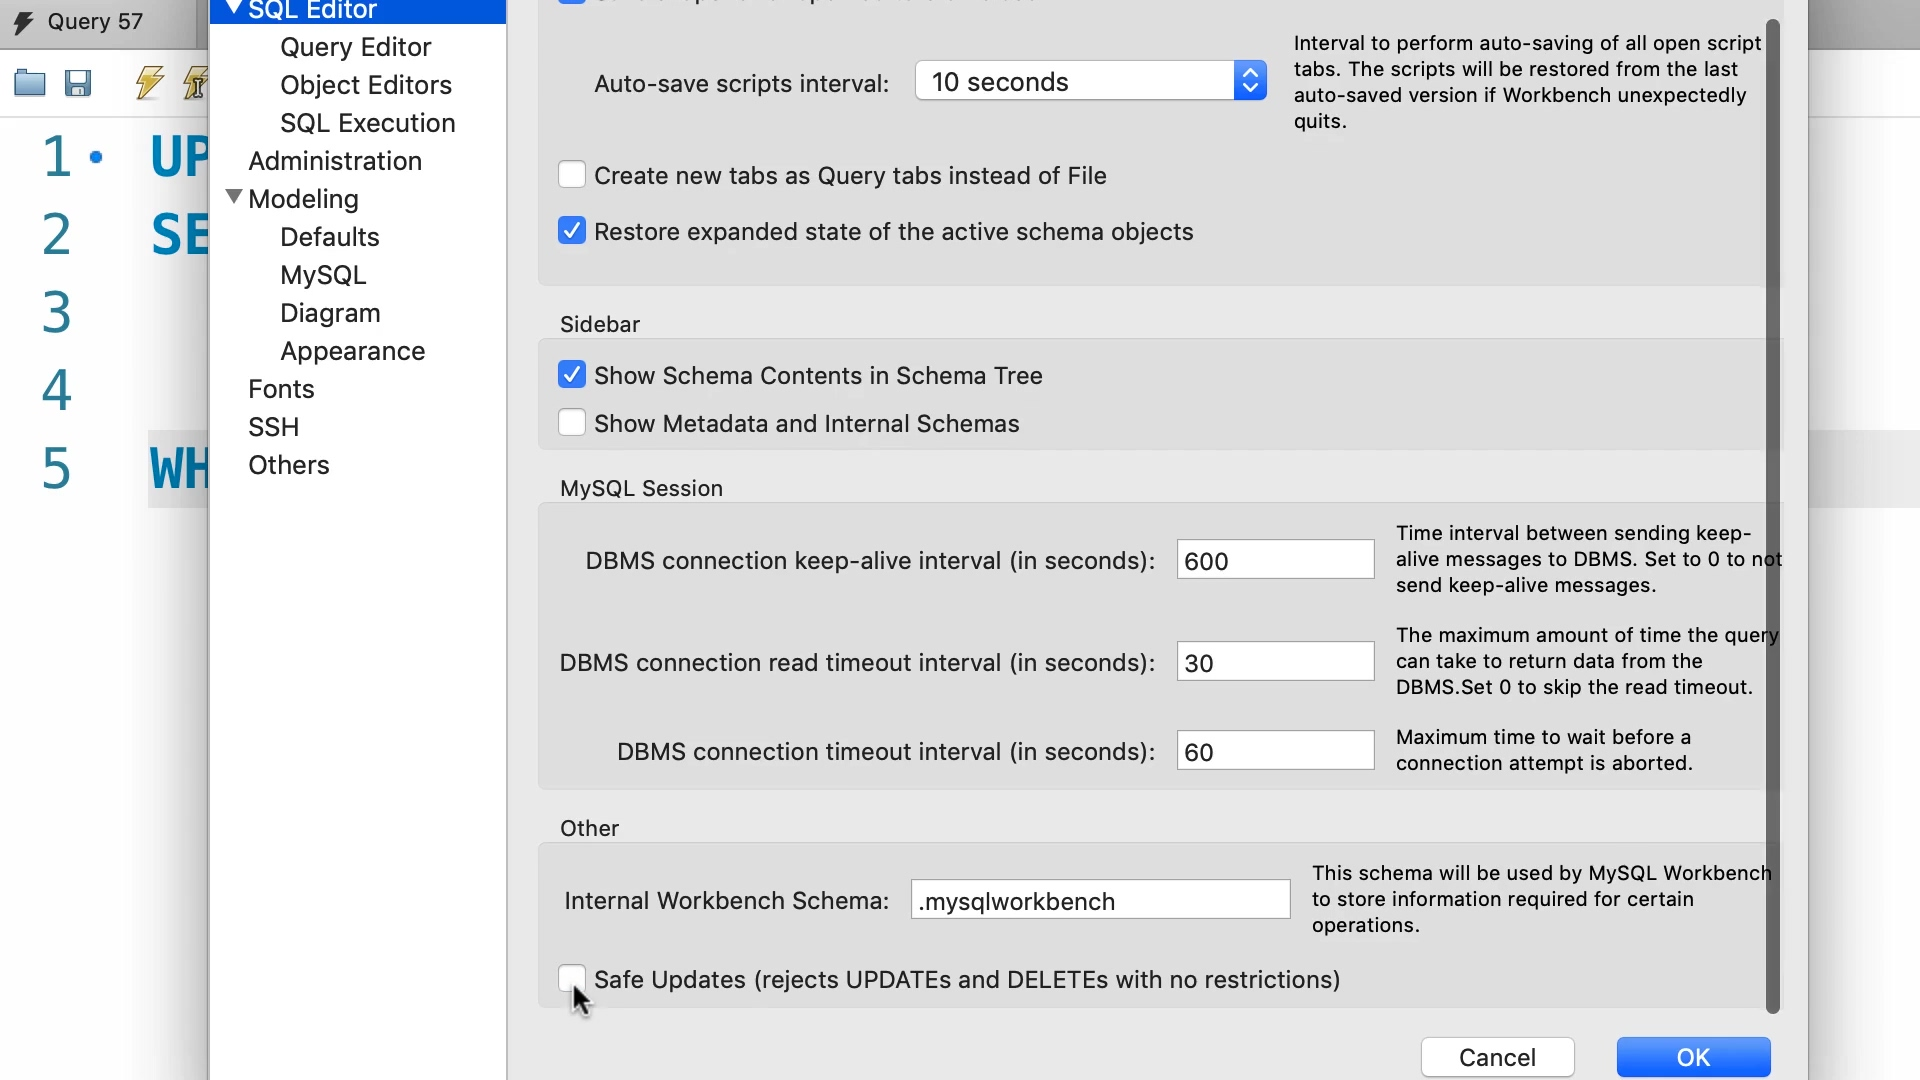 Query 57
1 UP
2 SE
3
4
5 WH
SQL Editor
Query Editor
Object Editors
SQL Execution
Administration
Modeling
Defaults
MySQL
Diagram
Appearance
Fonts
SSH
Others
Auto-save scripts interval: 10 seconds
Interval to perform auto-saving of all open script
tabs. The scripts will be restored from the last
auto-saved version if Workbench unexpectedly
quits.
Create new tabs as Query tabs instead of File
Restore expanded state of the active schema objects
Sidebar
Show Schema Contents in Schema Tree
Show Metadata and Internal Schemas
MySQL Session
DBMS connection keep-alive interval (in seconds): 600
Time interval between sending keep-
alive messages to DBMS. Set to 0 to not
send keep-alive messages.
DBMS connection read timeout interval (in seconds): 30
The maximum amount of time the query
can take to return data from the
DBMS.Set 0 to skip the read timeout.
DBMS connection timeout interval (in seconds): 60
Maximum time to wait before a
connection attempt is aborted.
Other
Internal Workbench Schema: .mysqlworkbench
This schema will be used by MySQL Workbench
to store information required for certain
operations.
Safe Updates (rejects UPDATEs and DELETEs with no restrictions)
Cancel
OK